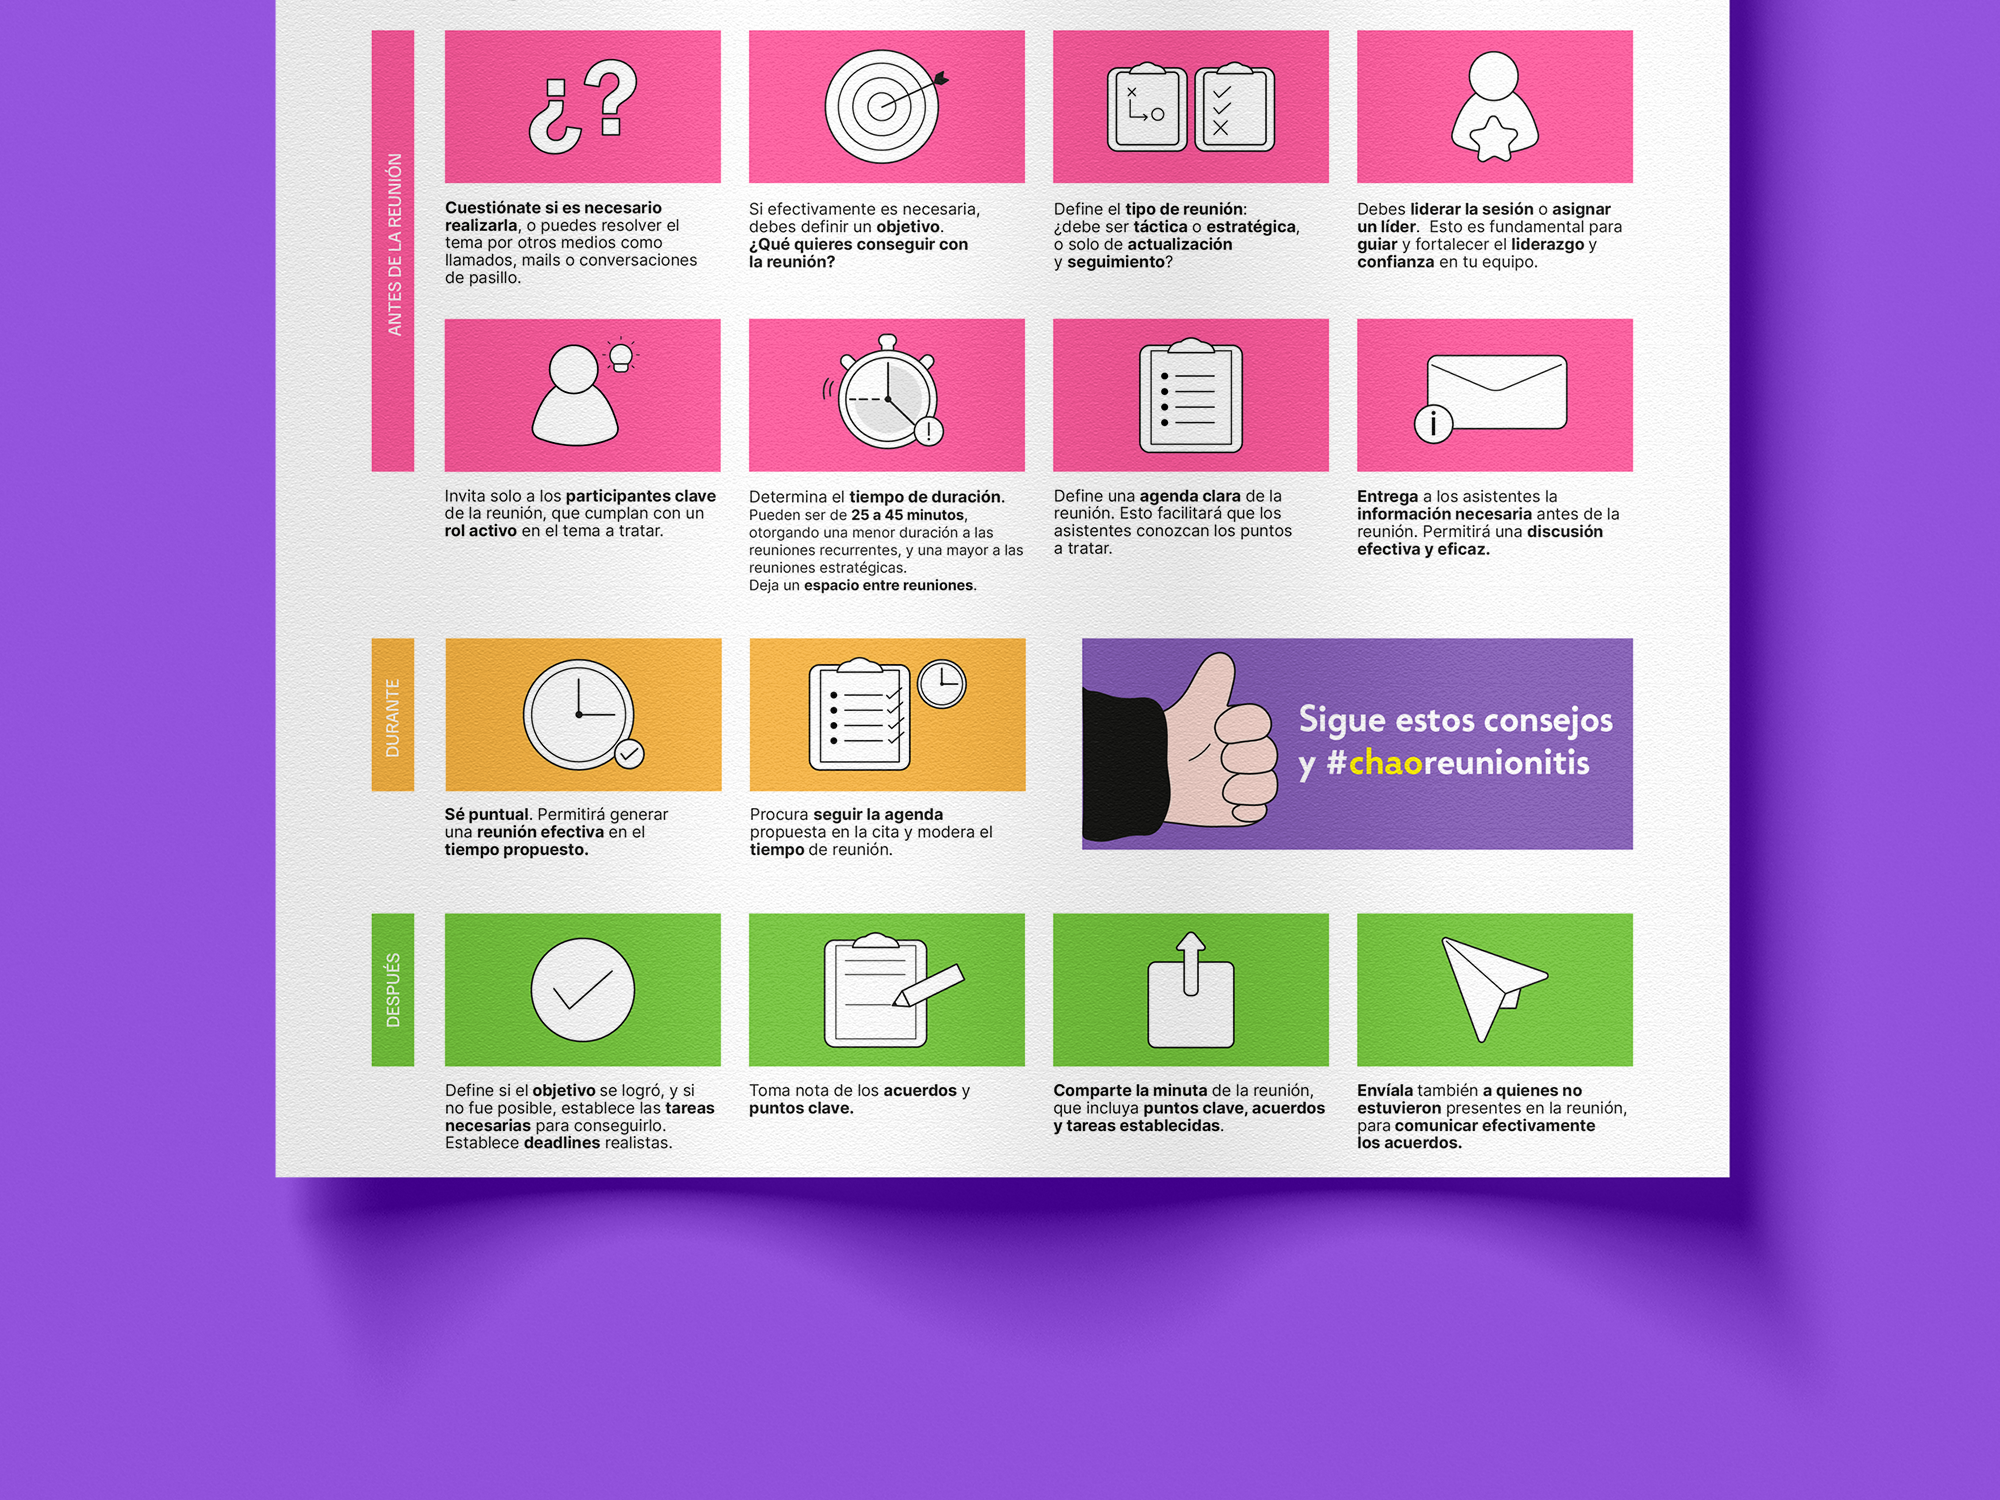 ANTES DE LA REUNIÓN
Cuestiónate si es necesario
realizarla, o puedes resolver el
tema por otros medios como
llamados, mails o conversaciones
de pasillo.
Si efectivamente es necesaria,
debes definir un objetivo.
¿Qué quieres conseguir con
la reunión?
Define el tipo de reunión:
¿debe ser táctica o estratégica,
o solo de actualización
y seguimiento?
Debes liderar la sesión o asignar
un líder. Esto es fundamental para
guiar y fortalecer el liderazgo y
confianza en tu equipo.
Invita solo a los participantes clave
de la reunión, que cumplan con un
rol activo en el tema a tratar.
Determina el tiempo de duración.
Pueden ser de 25 a 45 minutos,
otorgando una menor duración a las
reuniones recurrentes, y una mayor a las
reuniones estratégicas.
Deja un espacio entre reuniones.
Define una agenda clara de la
reunión. Esto facilitará que los
asistentes conozcan los puntos
a tratar.
Entrega a los asistentes la
información necesaria antes de la
reunión. Permitirá una discusión
efectiva y eficaz.
DURANTE
Sé puntual. Permitirá generar
una reunión efectiva en el
tiempo propuesto.
Procura seguir la agenda
propuesta en la cita y modera el
tiempo de reunión.
Sigue estos consejos
y #chaoreunionitis
DESPUÉS
Define si el objetivo se logró, y si
no fue posible, establece las tareas
necesarias para conseguirlo.
Establece deadlines realistas.
Toma nota de los acuerdos y
puntos clave.
Comparte la minuta de la reunión,
que incluya puntos clave, acuerdos
y tareas establecidas.
Envíala también a quienes no
estuvieron presentes en la reunión,
para comunicar efectivamente
los acuerdos.